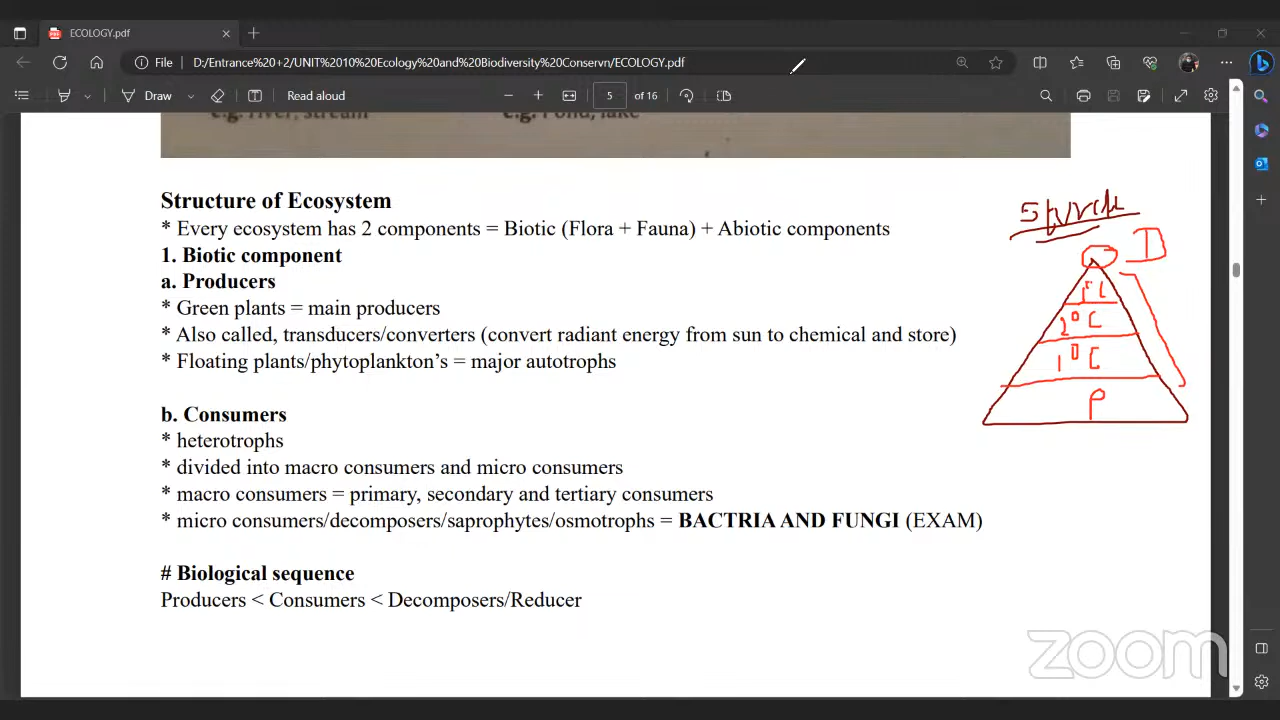 ECOLOGY.pdf
File D:/Entrance%20+2/UNIT%2010%20Ecology%20and%20Biodiversity%20Conservn/ECOLOGY.pdf
Draw Read aloud 5 of 16
e.g. river, stream e.g. Pond, lake
Structure of Ecosystem
* Every ecosystem has 2 components = Biotic (Flora + Fauna) + Abiotic components
1. Biotic component
a. Producers
* Green plants = main producers
* Also called, transducers/converters (convert radiant energy from sun to chemical and store)
* Floating plants/phytoplankton's = major autotrophs
b. Consumers
* heterotrophs
* divided into macro consumers and micro consumers
* macro consumers = primary, secondary and tertiary consumers
* micro consumers/decomposers/saprophytes/osmotrophs = BACTRIA AND FUNGI (EXAM)
# Biological sequence
Producers < Consumers < Decomposers/Reducer
D
2° C
1° C
P
zoom